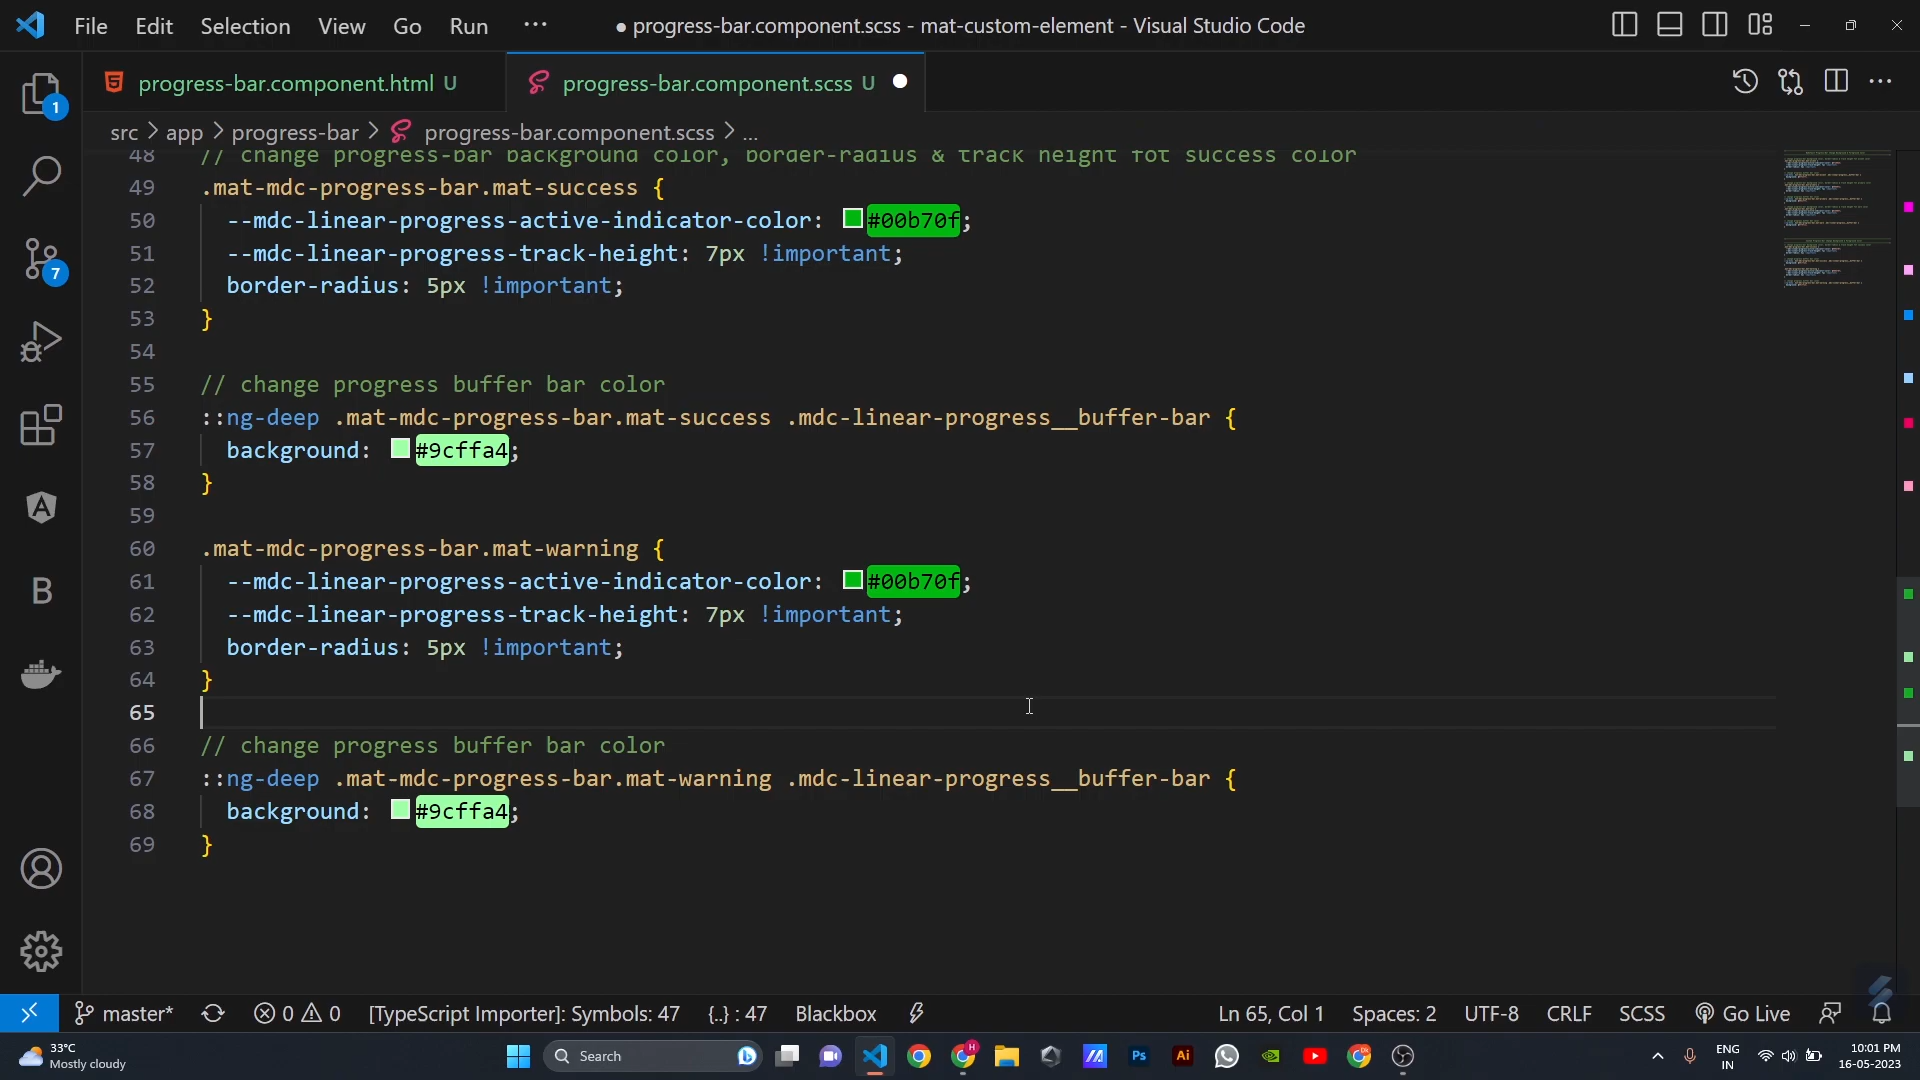 File Edit Selection View Go Run ··· ● progress-bar.component.scss - mat-custom-element - Visual Studio Code
progress-bar.component.html U progress-bar.component.scss U
src > app > progress-bar > progress-bar.component.scss > ...
48 // change progress-bar background color, border-radius & track height fot success color
49 .mat-mdc-progress-bar.mat-success {
50 --mdc-linear-progress-active-indicator-color: #00b70f;
51 --mdc-linear-progress-track-height: 7px !important;
52 border-radius: 5px !important;
53 }
54
55 // change progress buffer bar color
56 ::ng-deep .mat-mdc-progress-bar.mat-success .mdc-linear-progress__buffer-bar {
57 background: #9cffa4;
58 }
59
60 .mat-mdc-progress-bar.mat-warning {
61 --mdc-linear-progress-active-indicator-color: #00b70f;
62 --mdc-linear-progress-track-height: 7px !important;
63 border-radius: 5px !important;
64 }
65
66 // change progress buffer bar color
67 ::ng-deep .mat-mdc-progress-bar.mat-warning .mdc-linear-progress__buffer-bar {
68 background: #9cffa4;
69 }
1
7
B
master* 0 0 [TypeScript Importer]: Symbols: 47 {..} : 47 Blackbox Ln 65, Col 1 Spaces: 2 UTF-8 CRLF SCSS Go Live
33°C
Mostly cloudy
Search
H
Ps
Ai
ENG
IN
10:01 PM
16-05-2023